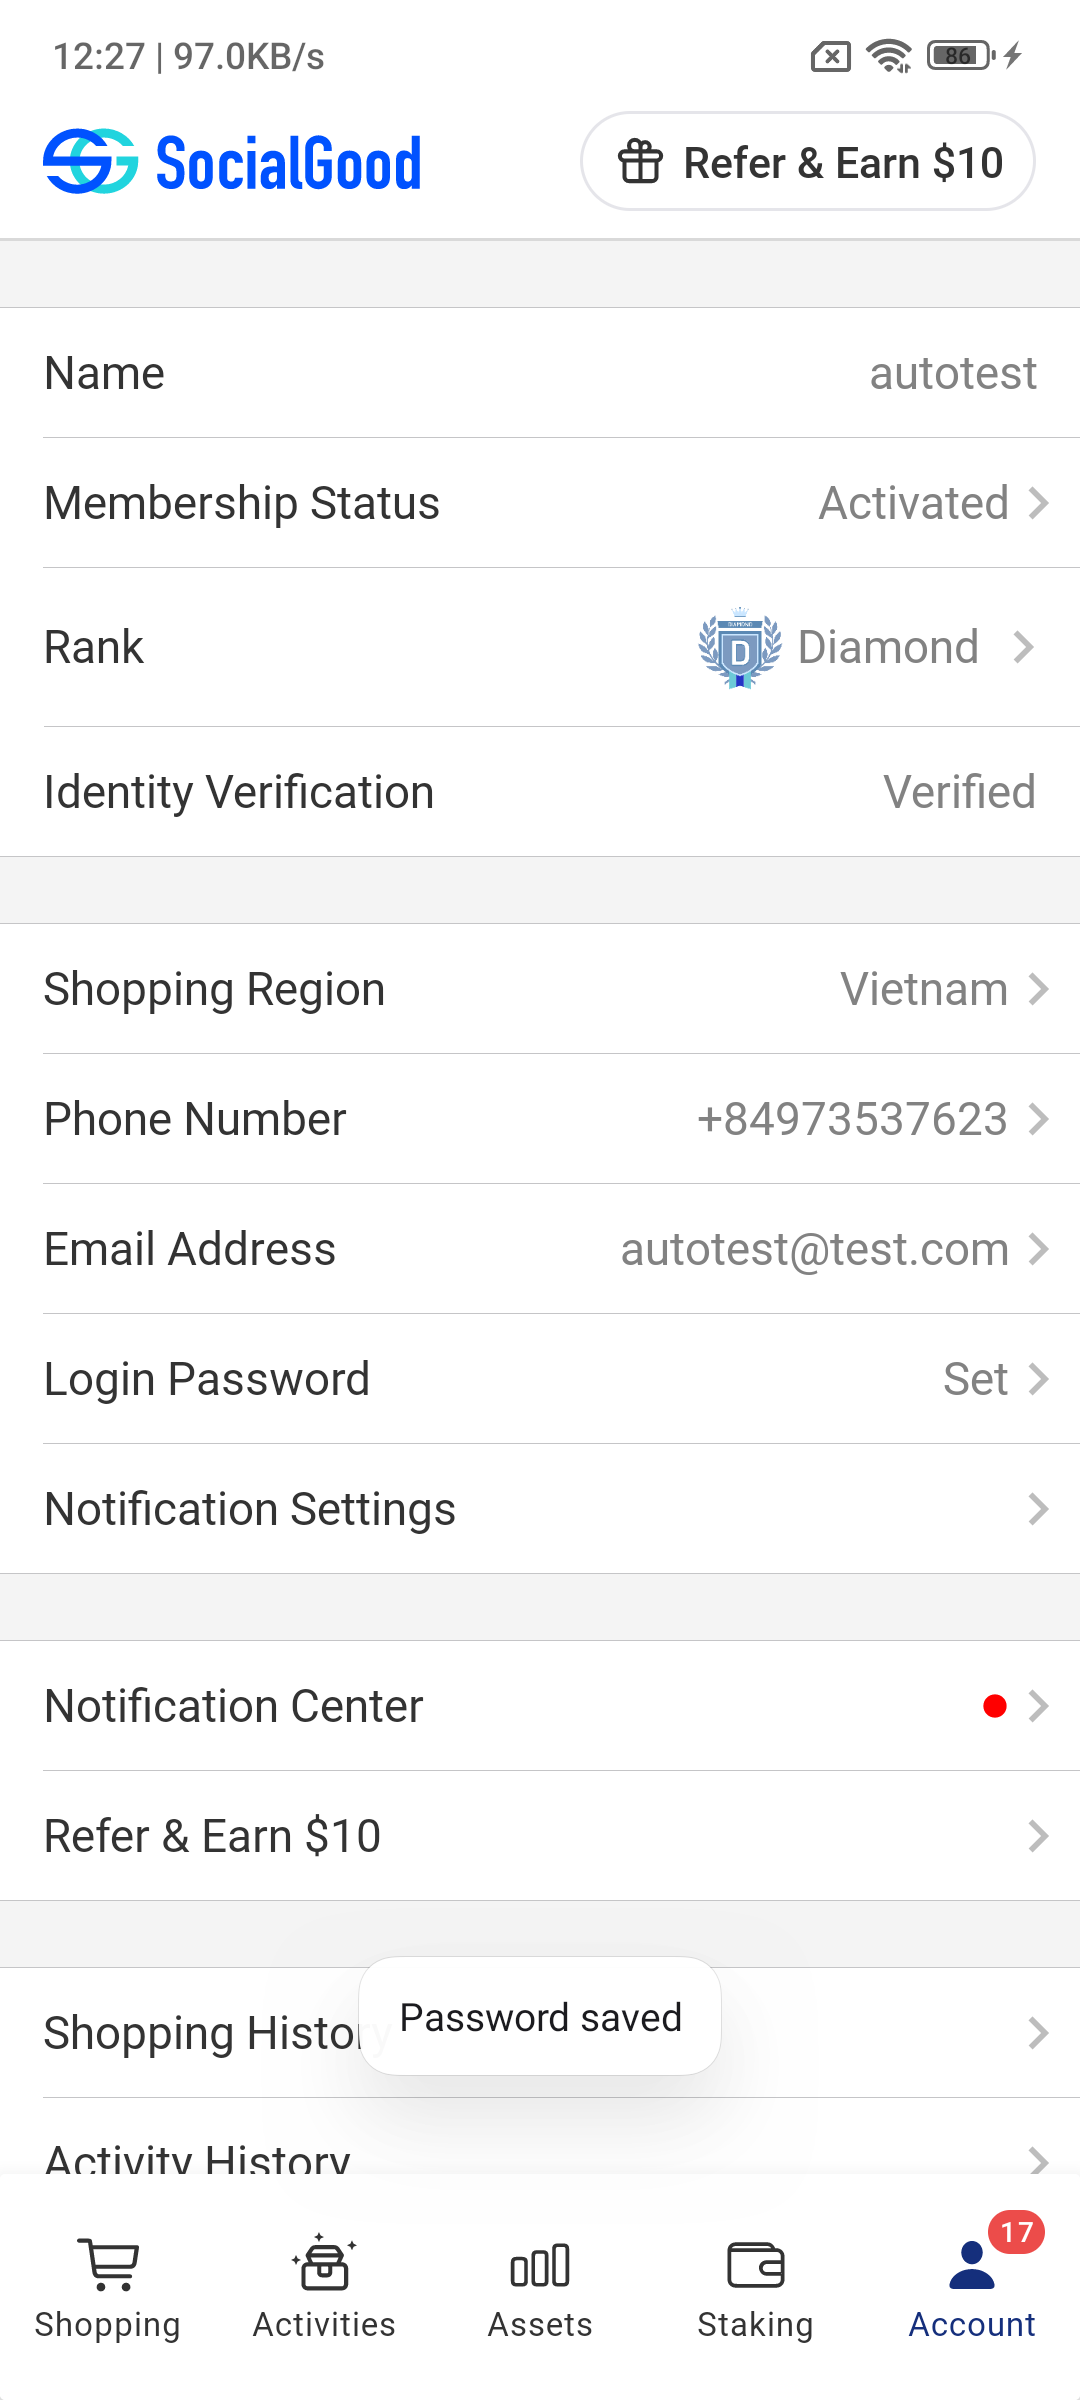 12:27 | 97.0KB/s
86
SocialGood
Refer & Earn $10
Name
autotest
Membership Status
Activated
Rank
DIAMOND
D
Diamond
Identity Verification
Verified
Shopping Region
Vietnam
Phone Number
+84973537623
Email Address
autotest@test.com
Login Password
Set
Notification Settings
Notification Center
Refer & Earn $10
Shopping History
Password saved
Activity History
17
Shopping
Activities
Assets
Staking
Account